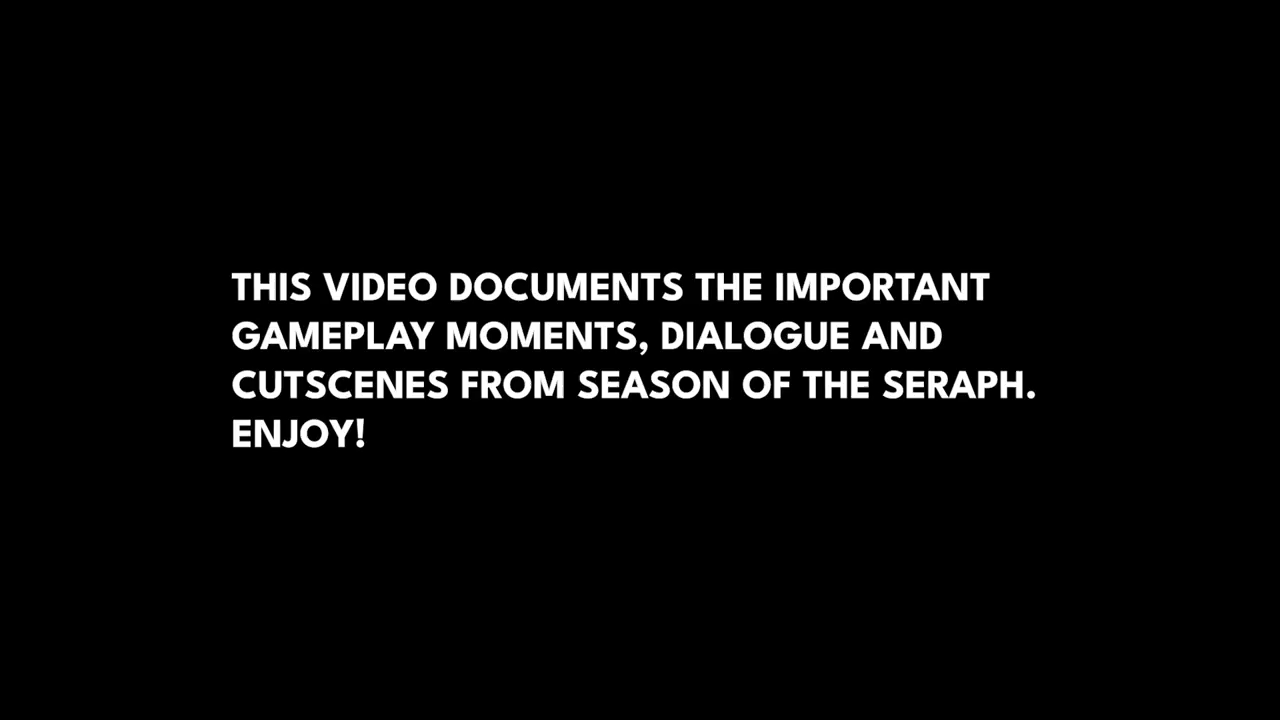 THIS VIDEO DOCUMENTS THE IMPORTANT
GAMEPLAY MOMENTS, DIALOGUE AND
CUTSCENES FROM SEASON OF THE SERAPH.
ENJOY!